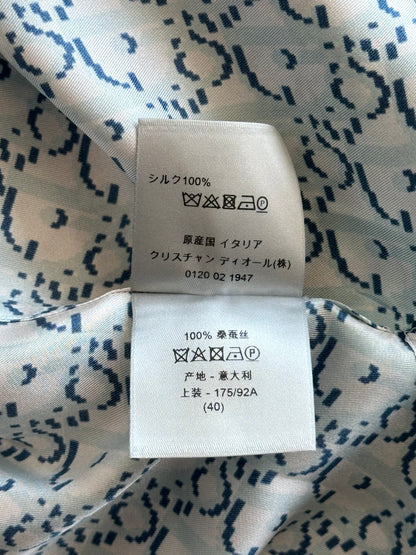 シルク100%
原産国 イタリア
クリスチャン ディオール(株)
0120 02 1947
100% 桑蚕丝
产地 - 意大利
上装 - 175/92A
(40)